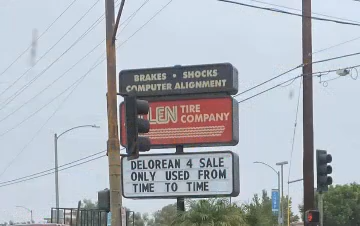 BRAKES • SHOCKS
COMPUTER ALIGNMENT
LEN TIRE
COMPANY
DELOREAN 4 SALE
ONLY USED FROM
TIME TO TIME